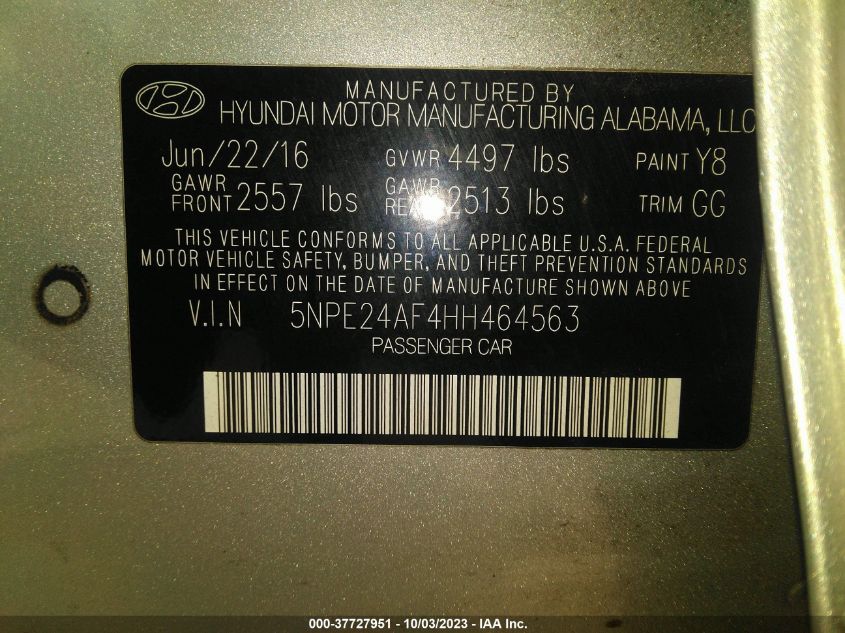 MANUFACTURED BY
HYUNDAI MOTOR MANUFACTURING ALABAMA, LLC
Jun/22/16 GVWR 4497 lbs PAINT Y8
GAWR FRONT 2557 lbs GAWR REAR 2513 lbs TRIM GG
THIS VEHICLE CONFORMS TO ALL APPLICABLE U.S.A. FEDERAL
MOTOR VEHICLE SAFETY, BUMPER, AND THEFT PREVENTION STANDARDS
IN EFFECT ON THE DATE OF MANUFACTURE SHOWN ABOVE
V.I.N 5NPE24AF4HH464563
PASSENGER CAR
000-37727951 - 10/03/2023 - IAA Inc.